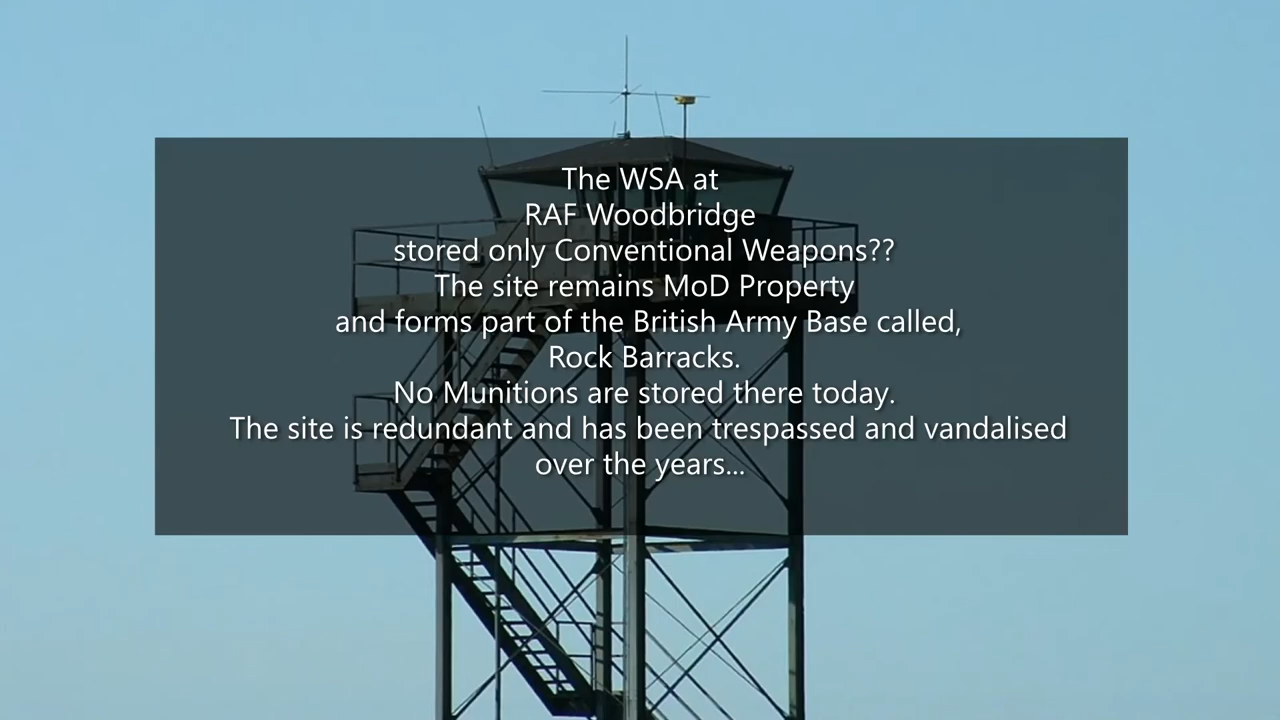 The WSA at
RAF Woodbridge
stored only Conventional Weapons??
The site remains MoD Property
and forms part of the British Army Base called,
Rock Barracks.
No Munitions are stored there today.
The site is redundant and has been trespassed and vandalised
over the years...